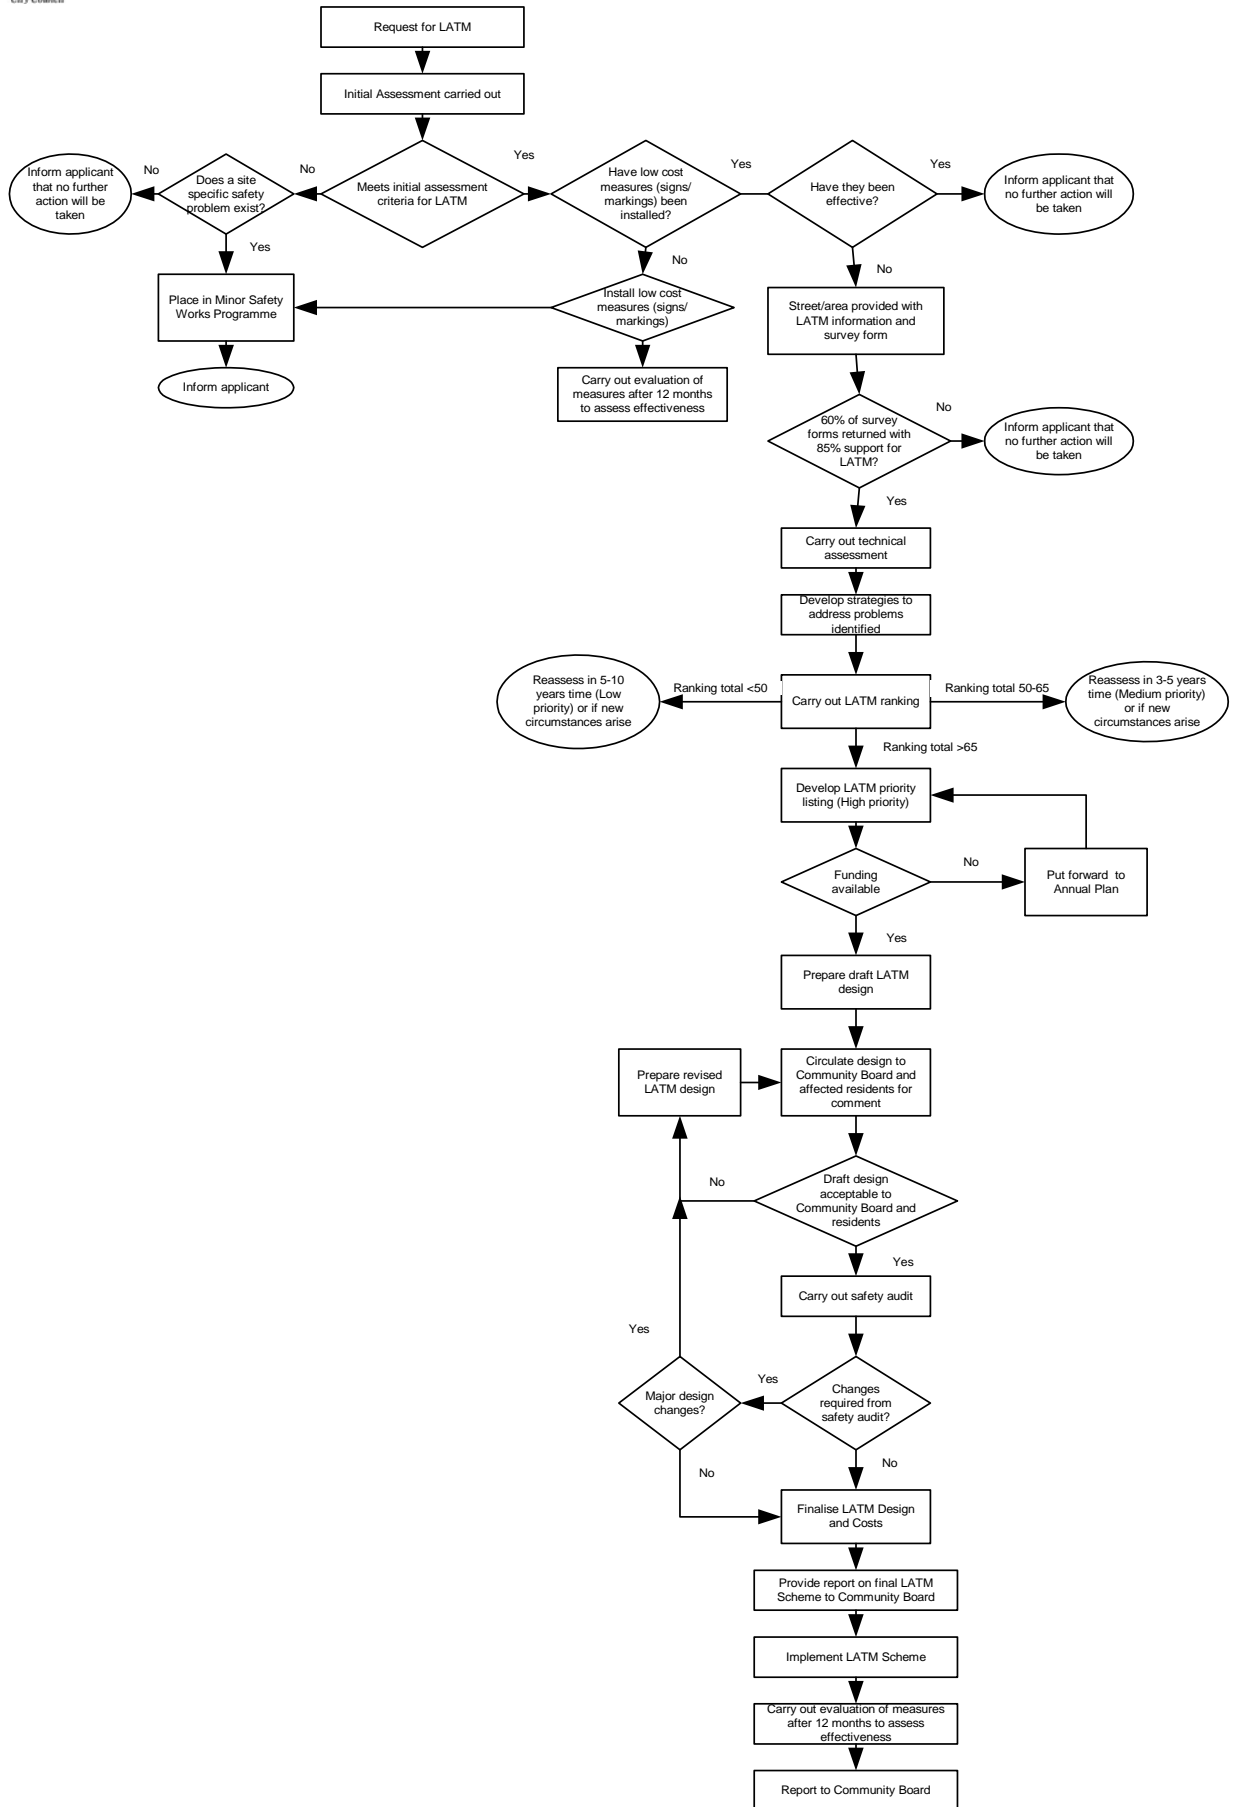 City Council
Request for LATM
Initial Assessment carried out
Yes
Yes
Yes
No
No
Inform applicant
that no further
action will be
taken
Does a site
specific safety
problem exist?
Meets initial assessment
criteria for LATM
Have low cost
measures (signs/
markings) been
installed?
Have they been
effective?
Inform applicant that
no further action will
be taken
Yes
No
No
Place in Minor Safety
Works Programme
Install low cost
measures (signs/
markings)
Street/area provided with
LATM information and
survey form
Inform applicant
Carry out evaluation of
measures after 12 months
to assess effectiveness
No
60% of survey
forms returned with
85% support for
LATM?
Inform applicant that
no further action will
be taken
Yes
Carry out technical
assessment
Develop strategies to
address problems
identified
Reassess in 5-10
years time (Low
priority) or if new
circumstances arise
Ranking total <50
Carry out LATM ranking
Ranking total 50-65
Reassess in 3-5 years
time (Medium priority)
or if new
circumstances arise
Ranking total >65
Develop LATM priority
listing (High priority)
Funding
available
No
Put forward to
Annual Plan
Yes
Prepare draft LATM
design
Prepare revised
LATM design
Circulate design to
Community Board and
affected residents for
comment
No
Draft design
acceptable to
Community Board and
residents
Yes
Carry out safety audit
Yes
Major design
changes?
Yes
Changes
required from
safety audit?
No
No
Finalise LATM Design
and Costs
Provide report on final LATM
Scheme to Community Board
Implement LATM Scheme
Carry out evaluation of measures
after 12 months to assess
effectiveness
Report to Community Board